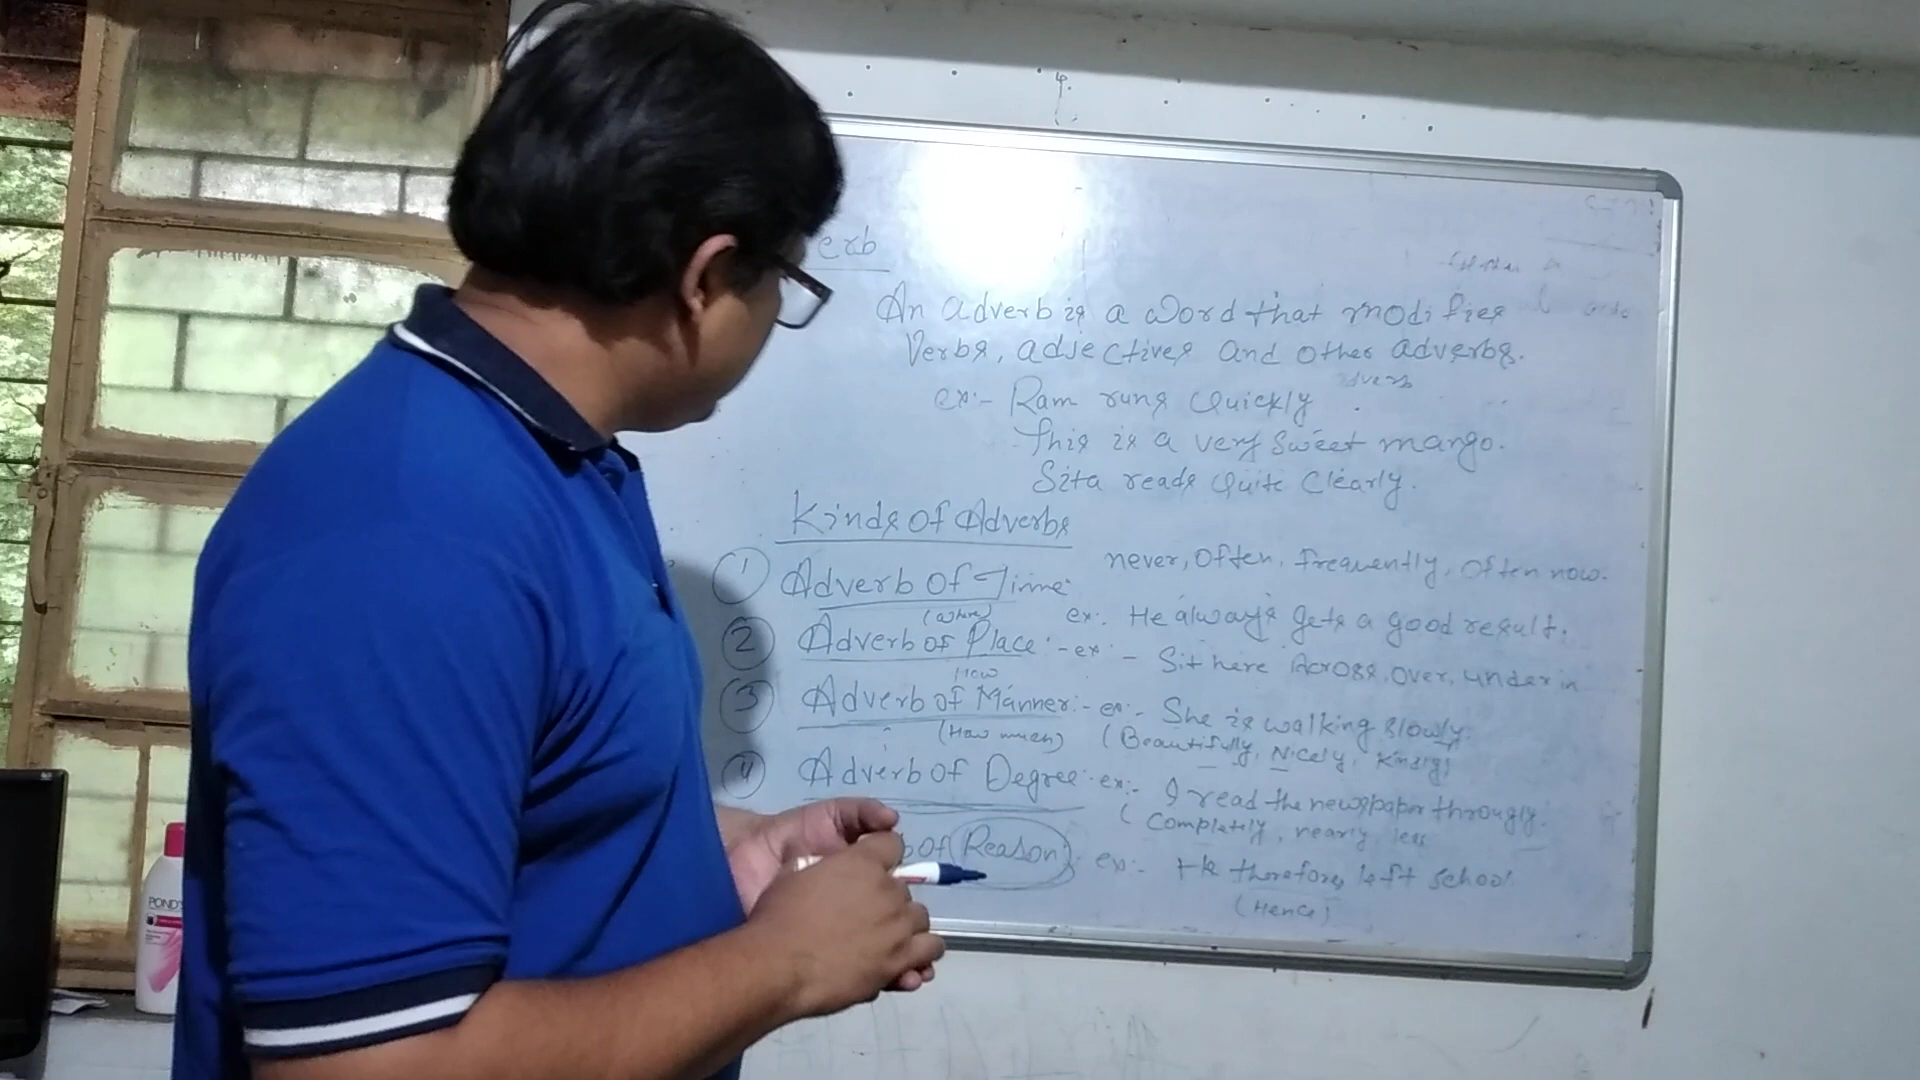 erb
An adverb is a word that modifies
Verbs, adjectives and other adverbs.
adverb
ex:- Ram runs Quickly
This is a very sweet mango.
Sita reads Quite Clearly.
Kinds of Adverbs
never, Often, frequently, Often now.
1 Adverb of Time:
ex:- He always gets a good result.
(Where)
2 Adverb of Place :- ex :- Sit here Across, over, under in
How
3 Adverb of Manner:- ex:- She is walking slowly.
(How much) (Beautifully, Nicely, Kindly)
4 Adverb of Degree:- ex:- I read the newspaper througly.
(Completely, nearly, less
b of Reason: ex:- He therefore left school
(Hence)
POND'S